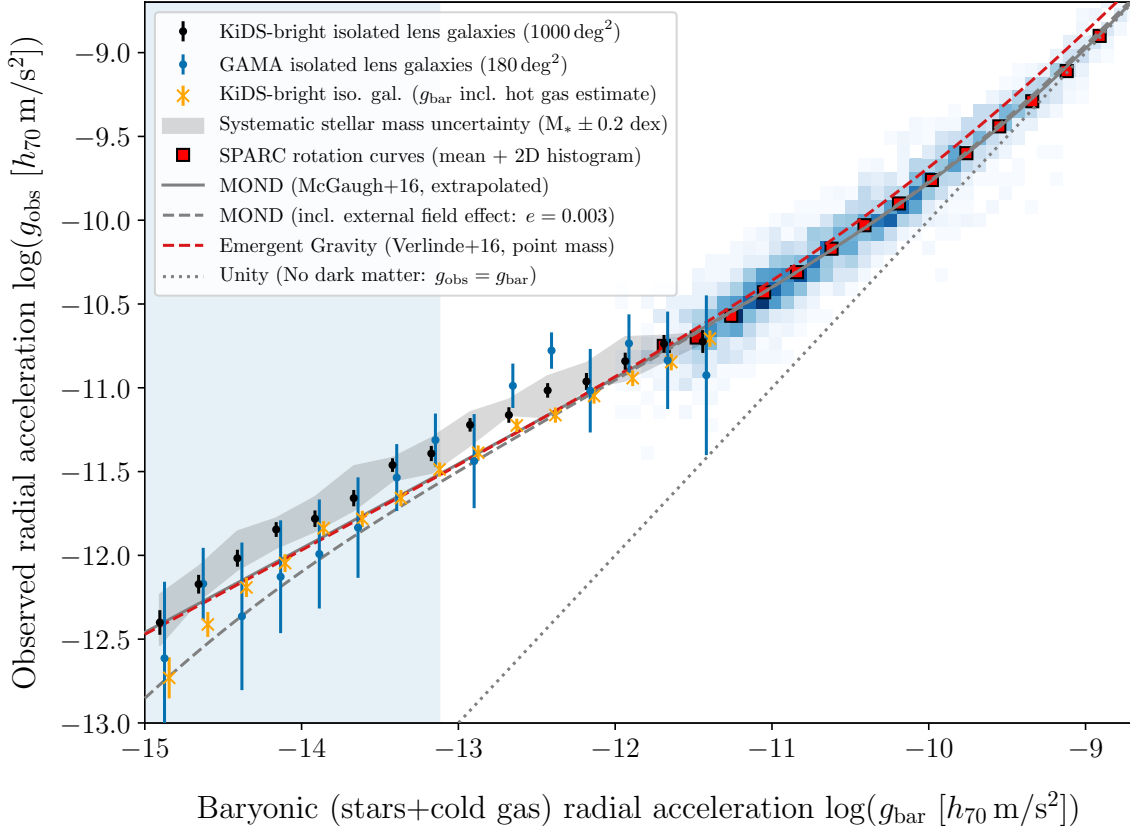 KiDS-bright isolated lens galaxies (1000 deg²)
GAMA isolated lens galaxies (180 deg²)
KiDS-bright iso. gal. (g_bar incl. hot gas estimate)
Systematic stellar mass uncertainty (M_* ± 0.2 dex)
SPARC rotation curves (mean + 2D histogram)
MOND (McGaugh+16, extrapolated)
MOND (incl. external field effect: e = 0.003)
Emergent Gravity (Verlinde+16, point mass)
Unity (No dark matter: g_obs = g_bar)
Observed radial acceleration log(g_obs [h_70 m/s²])
−9.0
−9.5
−10.0
−10.5
−11.0
−11.5
−12.0
−12.5
−13.0
−15
−14
−13
−12
−11
−10
−9
Baryonic (stars+cold gas) radial acceleration log(g_bar [h_70 m/s²])